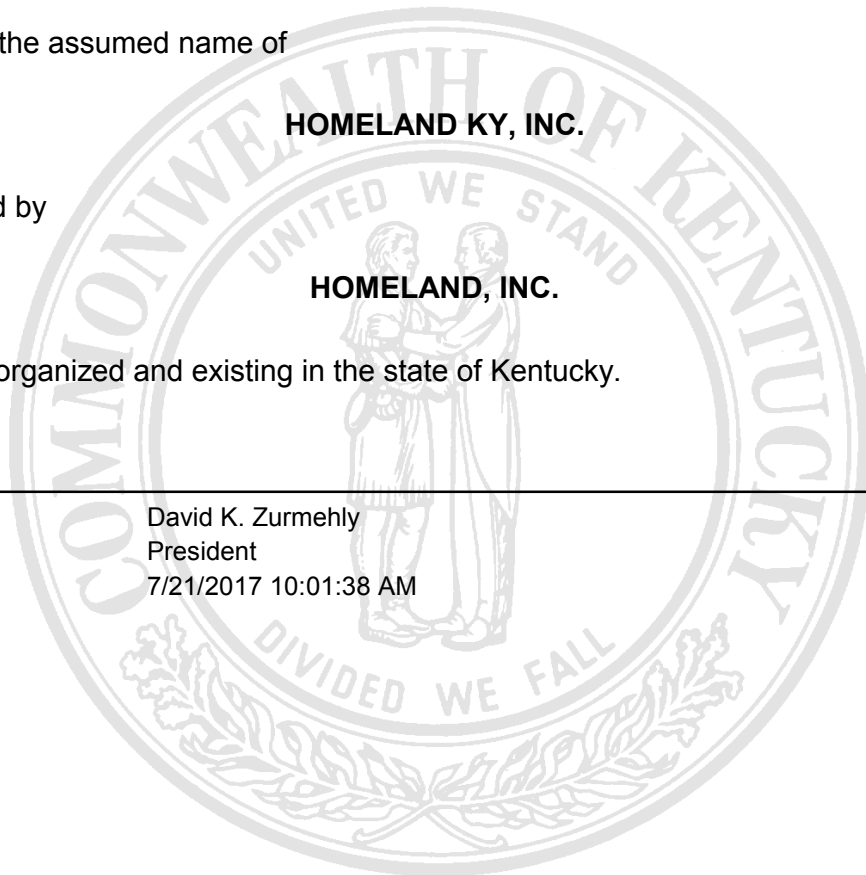 the assumed name of
HOMELAND KY, INC.
d by
HOMELAND, INC.
organized and existing in the state of Kentucky.
David K. Zurmehly
President
7/21/2017 10:01:38 AM
COMMONWEALTH OF KENTUCKY
UNITED WE STAND
DIVIDED WE FALL